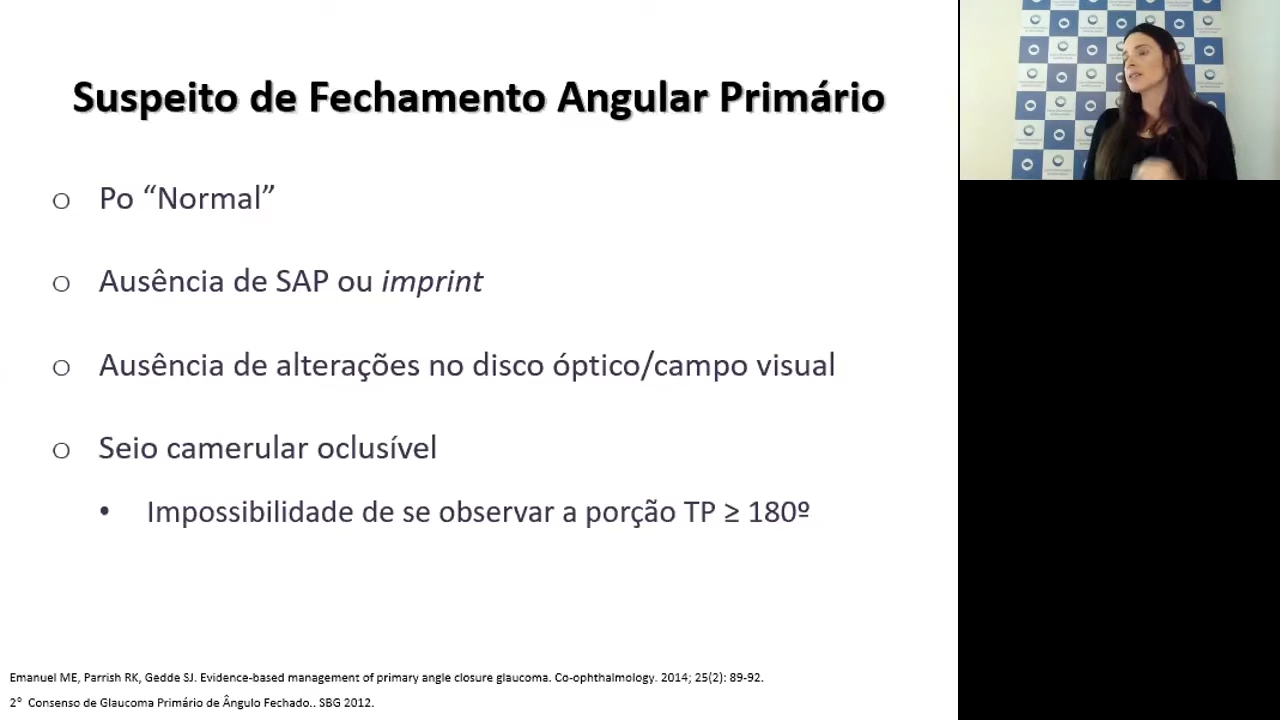 Suspeito de Fechamento Angular Primário
o Po “Normal”
o Ausência de SAP ou imprint
o Ausência de alterações no disco óptico/campo visual
o Seio camerular oclusível
• Impossibilidade de se observar a porção TP ≥ 180º
Emanuel ME, Parrish RK, Gedde SJ. Evidence-based management of primary angle closure glaucoma. Co-ophthalmology. 2014; 25(2): 89-92.
2° Consenso de Glaucoma Primário de Ângulo Fechado.. SBG 2012.